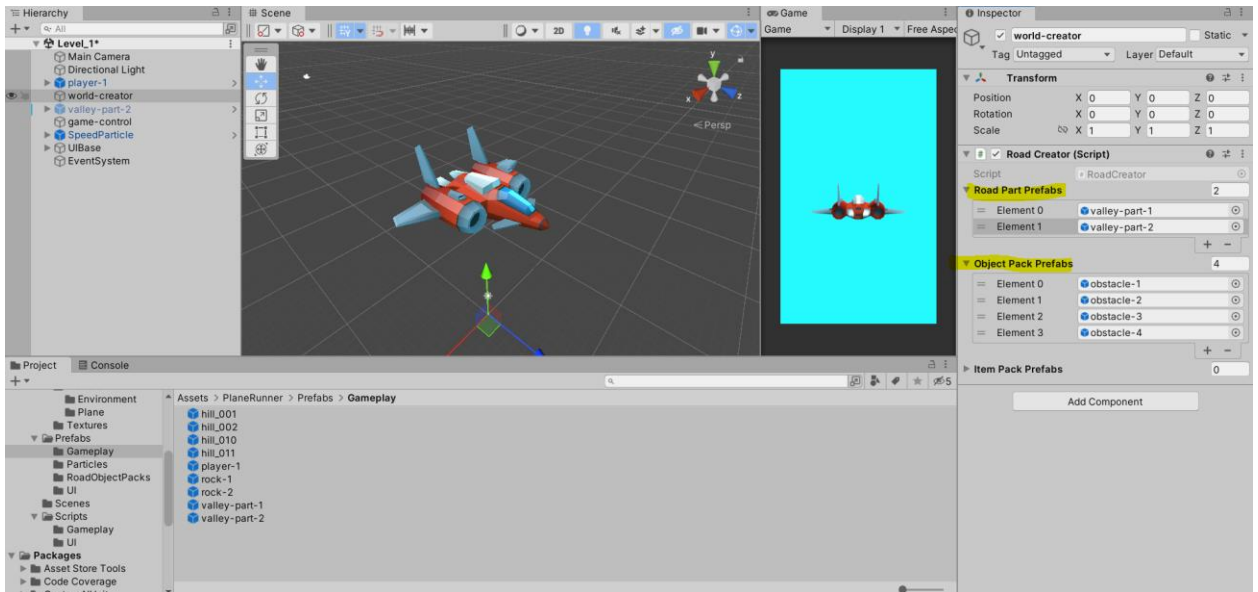 Hierarchy
All
Level_1*
Main Camera
Directional Light
player-1
world-creator
valley-part-2
game-control
SpeedParticle
UIBase
EventSystem
Scene
2D
y
x
z
Persp
Game
Game Display 1 Free Aspec
Inspector
world-creator Static
Tag Untagged Layer Default
Transform
Position X 0 Y 0 Z 0
Rotation X 0 Y 0 Z 0
Scale X 1 Y 1 Z 1
Road Creator (Script)
Script RoadCreator
Road Part Prefabs 2
Element 0 valley-part-1
Element 1 valley-part-2
+ -
Object Pack Prefabs 4
Element 0 obstacle-1
Element 1 obstacle-2
Element 2 obstacle-3
Element 3 obstacle-4
+ -
Item Pack Prefabs 0
Add Component
Project Console
5
Environment
Plane
Textures
Prefabs
Gameplay
Particles
RoadObjectPacks
UI
Scenes
Scripts
Gameplay
UI
Packages
Asset Store Tools
Code Coverage
Assets > PlaneRunner > Prefabs > Gameplay
hill_001
hill_002
hill_010
hill_011
player-1
rock-1
rock-2
valley-part-1
valley-part-2